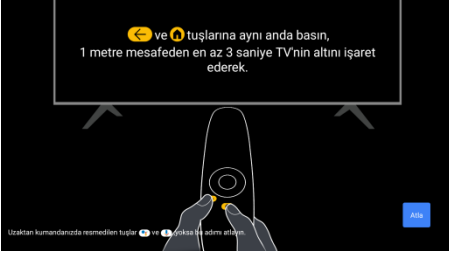 ve tuşlarına aynı anda basın,
1 metre mesafeden en az 3 saniye TV'nin altını işaret
ederek.
Atla
Uzaktan kumandanızda resmedilen tuşlar ve yoksa bu adımı atlayın.